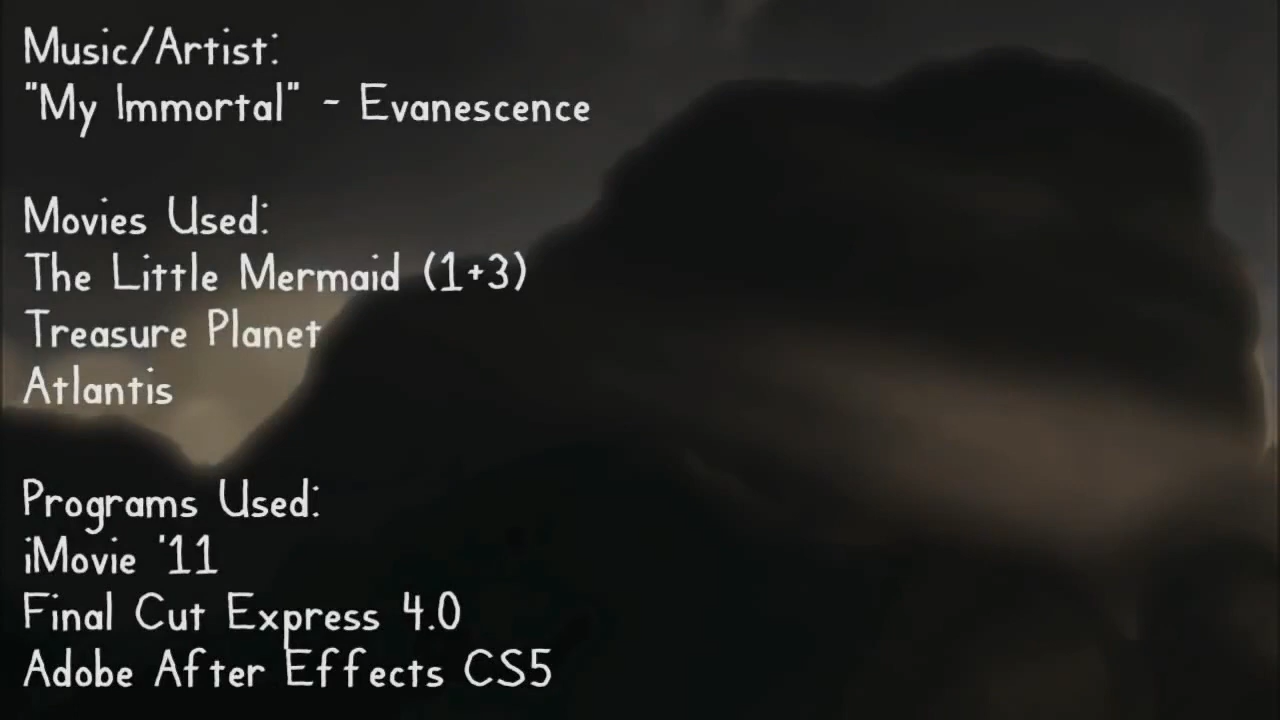 Music/Artist:
"My Immortal" - Evanescence
Movies Used:
The Little Mermaid (1+3)
Treasure Planet
Atlantis
Programs Used:
iMovie '11
Final Cut Express 4.0
Adobe After Effects CS5